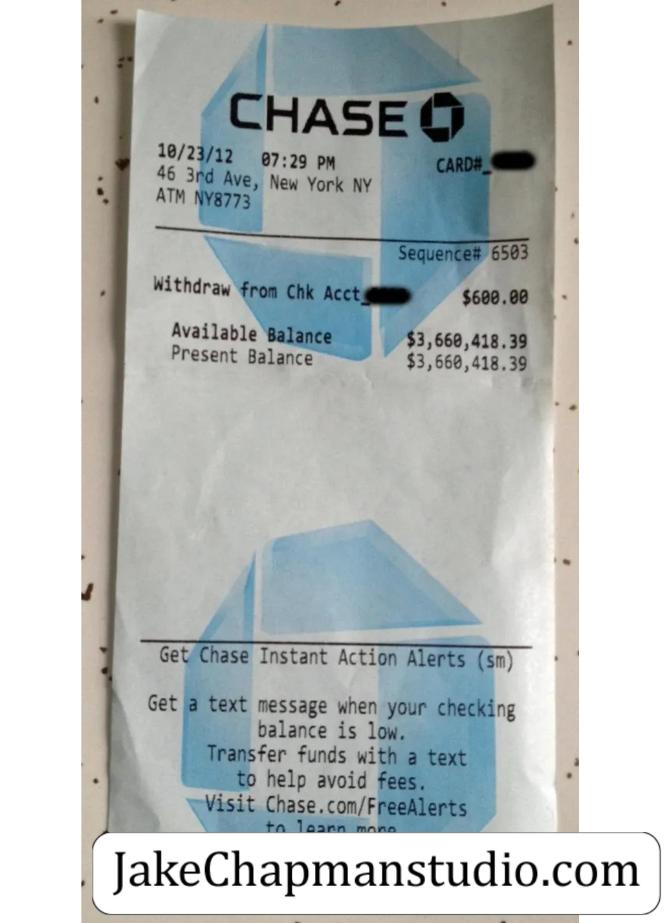 CHASE
10/23/12 07:29 PM CARD#_
46 3rd Ave, New York NY
ATM NY8773
Sequence# 6503
Withdraw from Chk Acct_ $600.00
Available Balance $3,660,418.39
Present Balance $3,660,418.39
Get Chase Instant Action Alerts (sm)
Get a text message when your checking
balance is low.
Transfer funds with a text
to help avoid fees.
Visit Chase.com/FreeAlerts
to learn more
JakeChapmanstudio.com